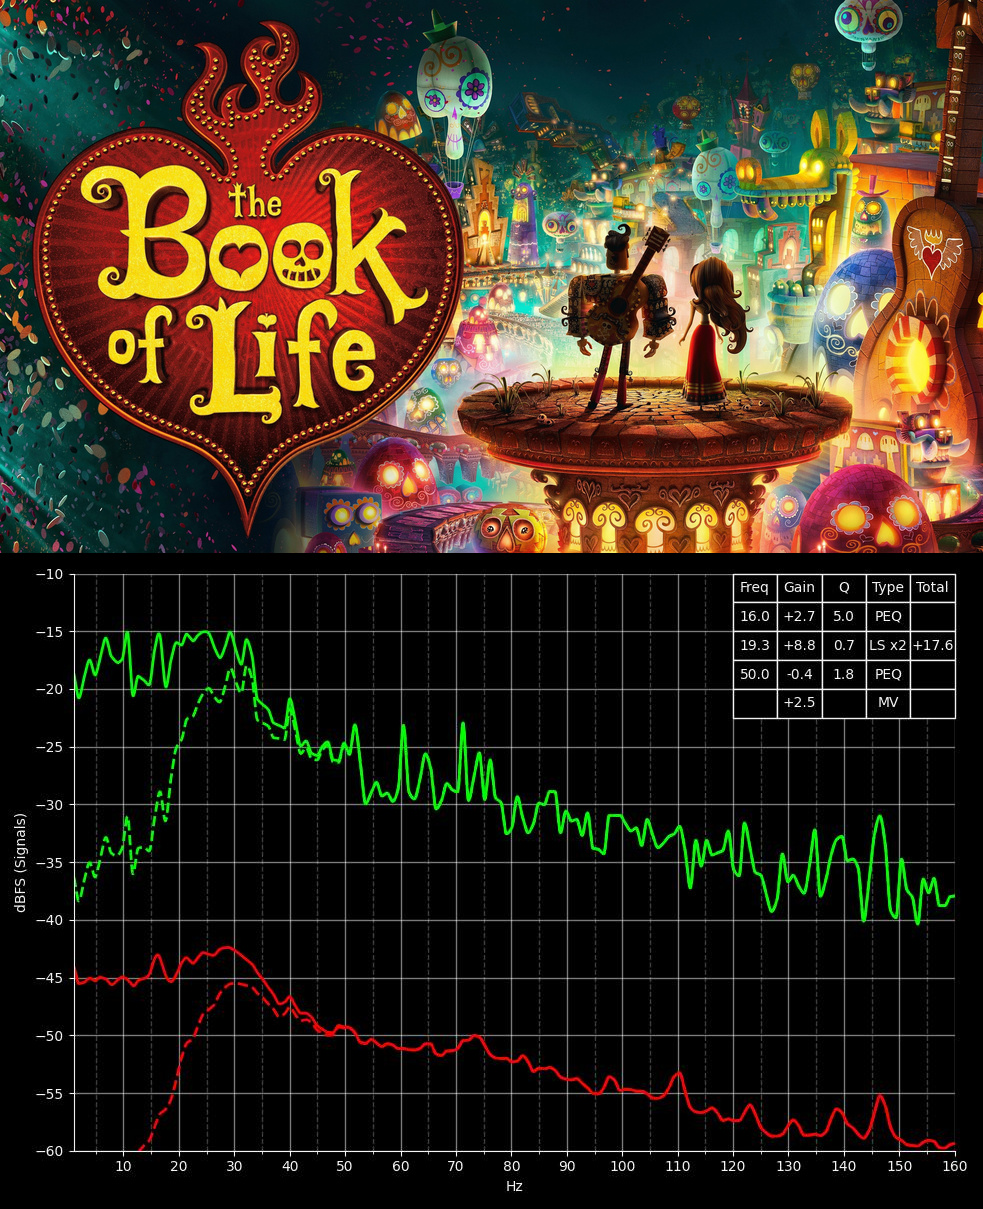 the
Book
of Life
Freq Gain Q Type Total
16.0 +2.7 5.0 PEQ
19.3 +8.8 0.7 LS x2 +17.6
50.0 -0.4 1.8 PEQ
+2.5 MV
−10
−15
−20
−25
−30
−35
−40
−45
−50
−55
−60
dBFS (Signals)
10 20 30 40 50 60 70 80 90 100 110 120 130 140 150 160
Hz